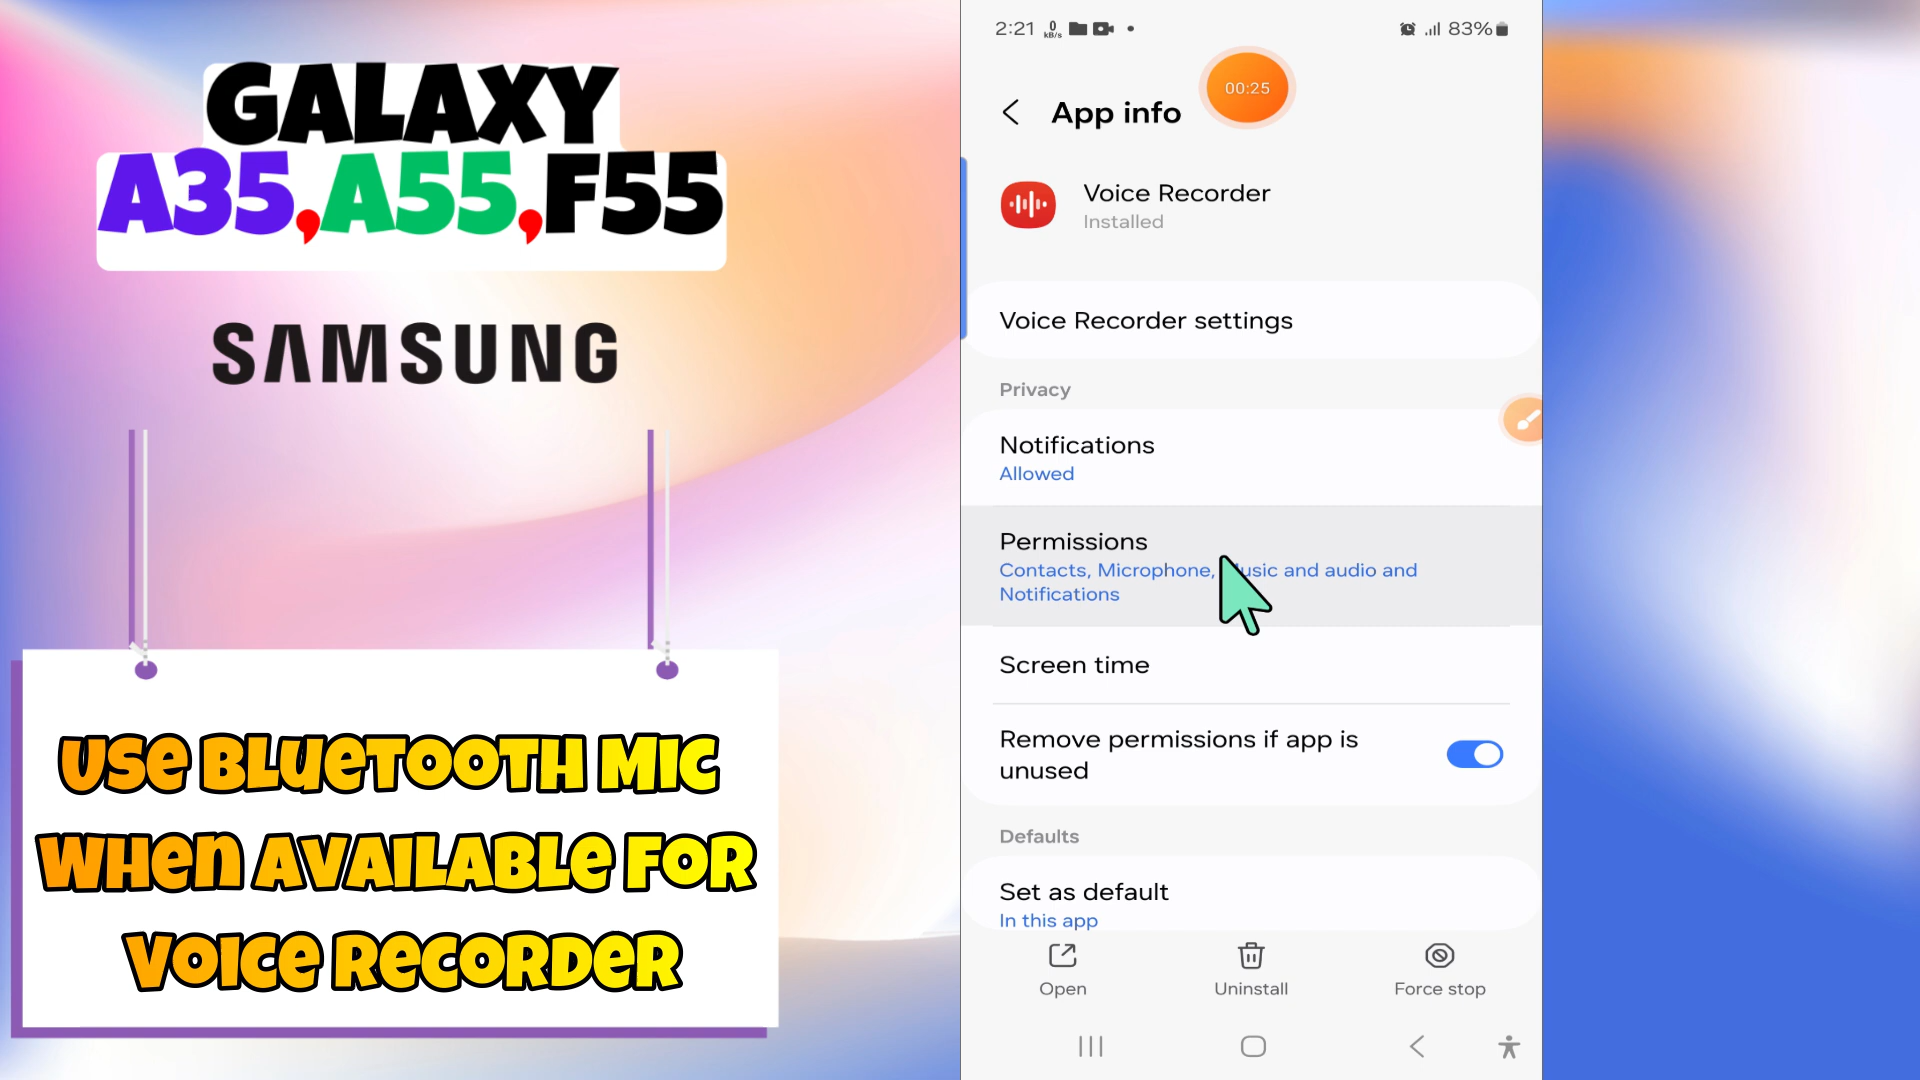 GALAXY
A35,A55,F55
SAMSUNG
USE BLUETOOTH MIC
WHEN AVAILABLE FOR
VOICE RECORDER
2:21 0 kB/s 83%
00:25
App info
Voice Recorder
Installed
Voice Recorder settings
Privacy
Notifications
Allowed
Permissions
Contacts, Microphone, usic and audio and
Notifications
Screen time
Remove permissions if app is
unused
Defaults
Set as default
In this app
Open Uninstall Force stop